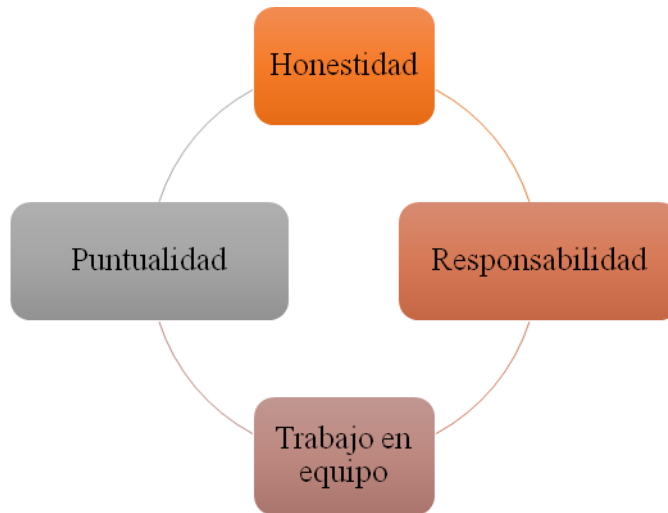 Honestidad
Puntualidad
Responsabilidad
Trabajo en
equipo